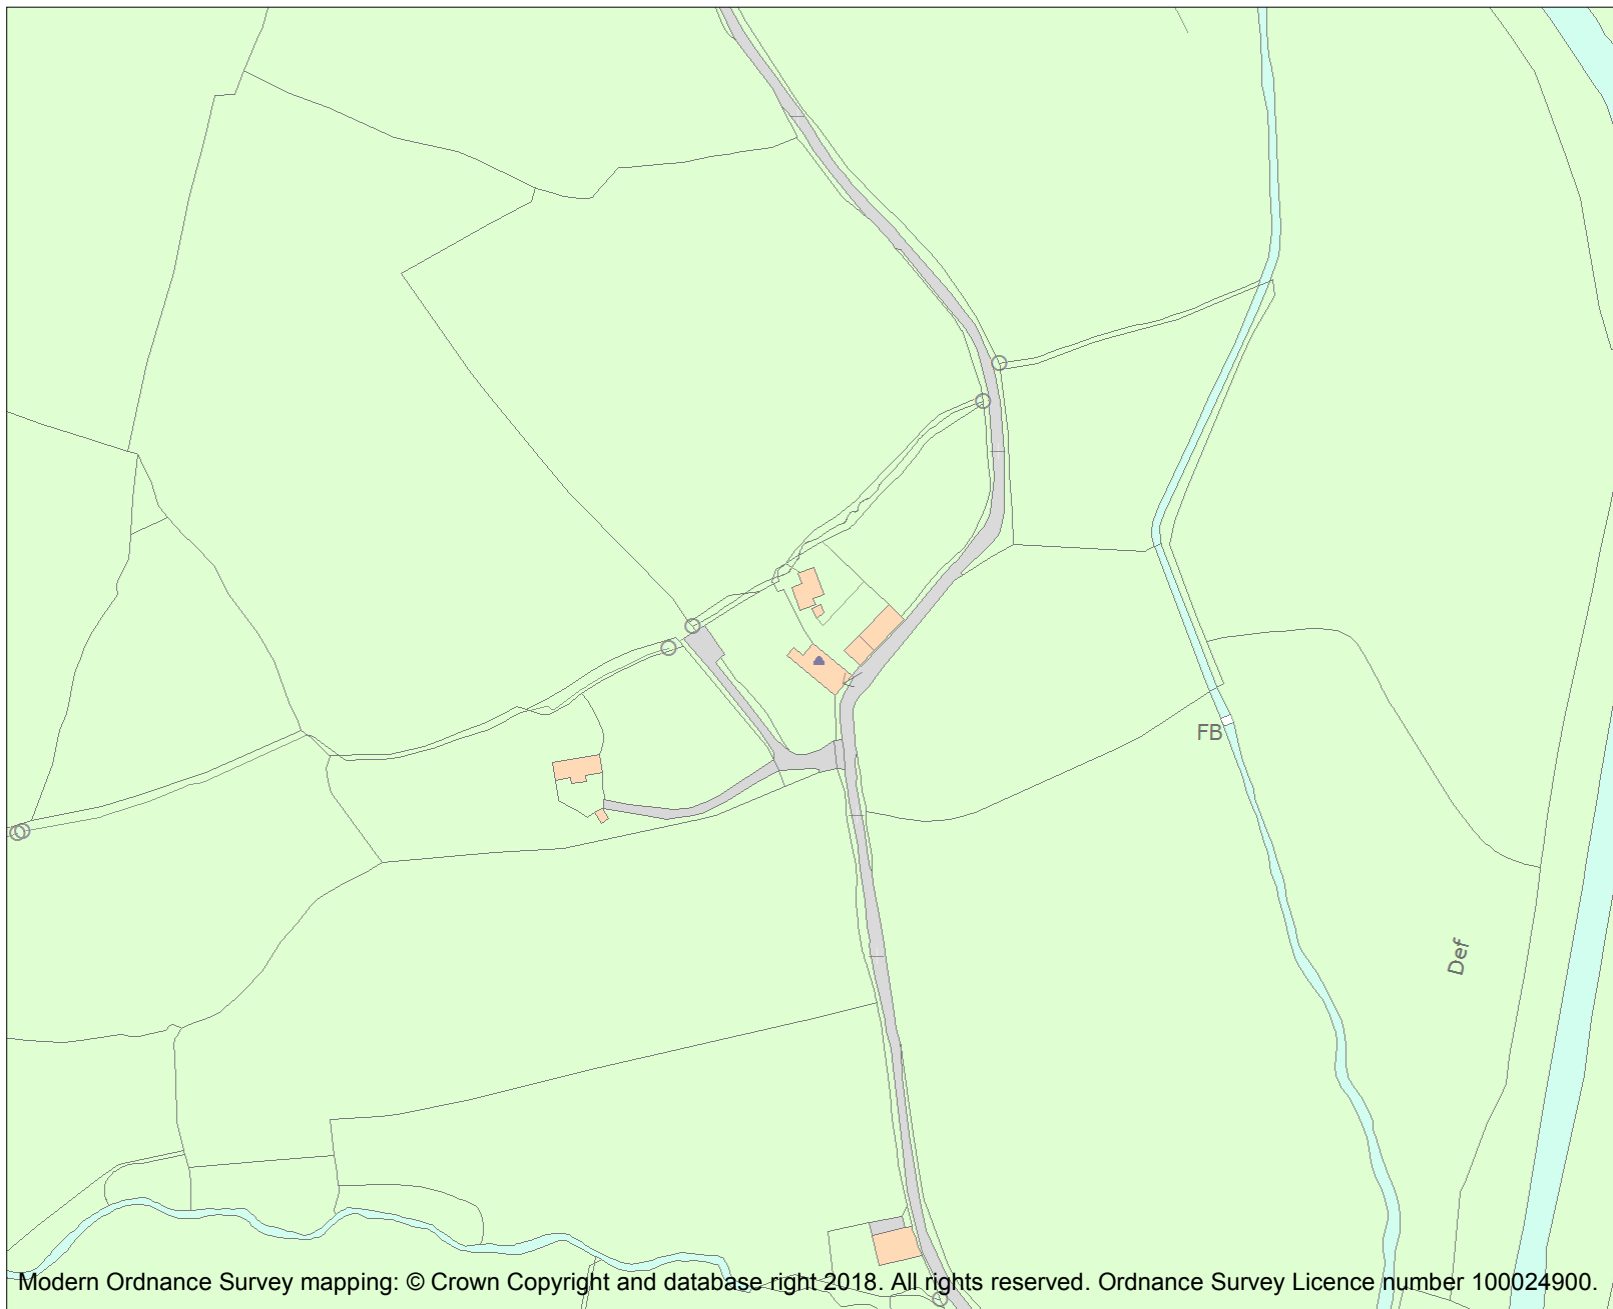 FB
Def
Modern Ordnance Survey mapping: © Crown Copyright and database right 2018. All rights reserved. Ordnance Survey Licence number 100024900.